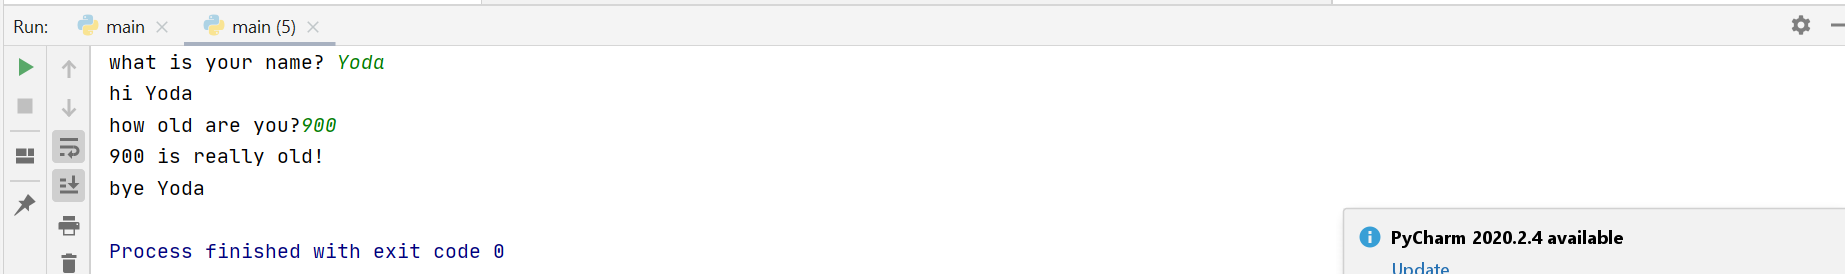 Run: main main (5)
what is your name? Yoda
hi Yoda
how old are you?900
900 is really old!
bye Yoda
Process finished with exit code 0
PyCharm 2020.2.4 available
Update